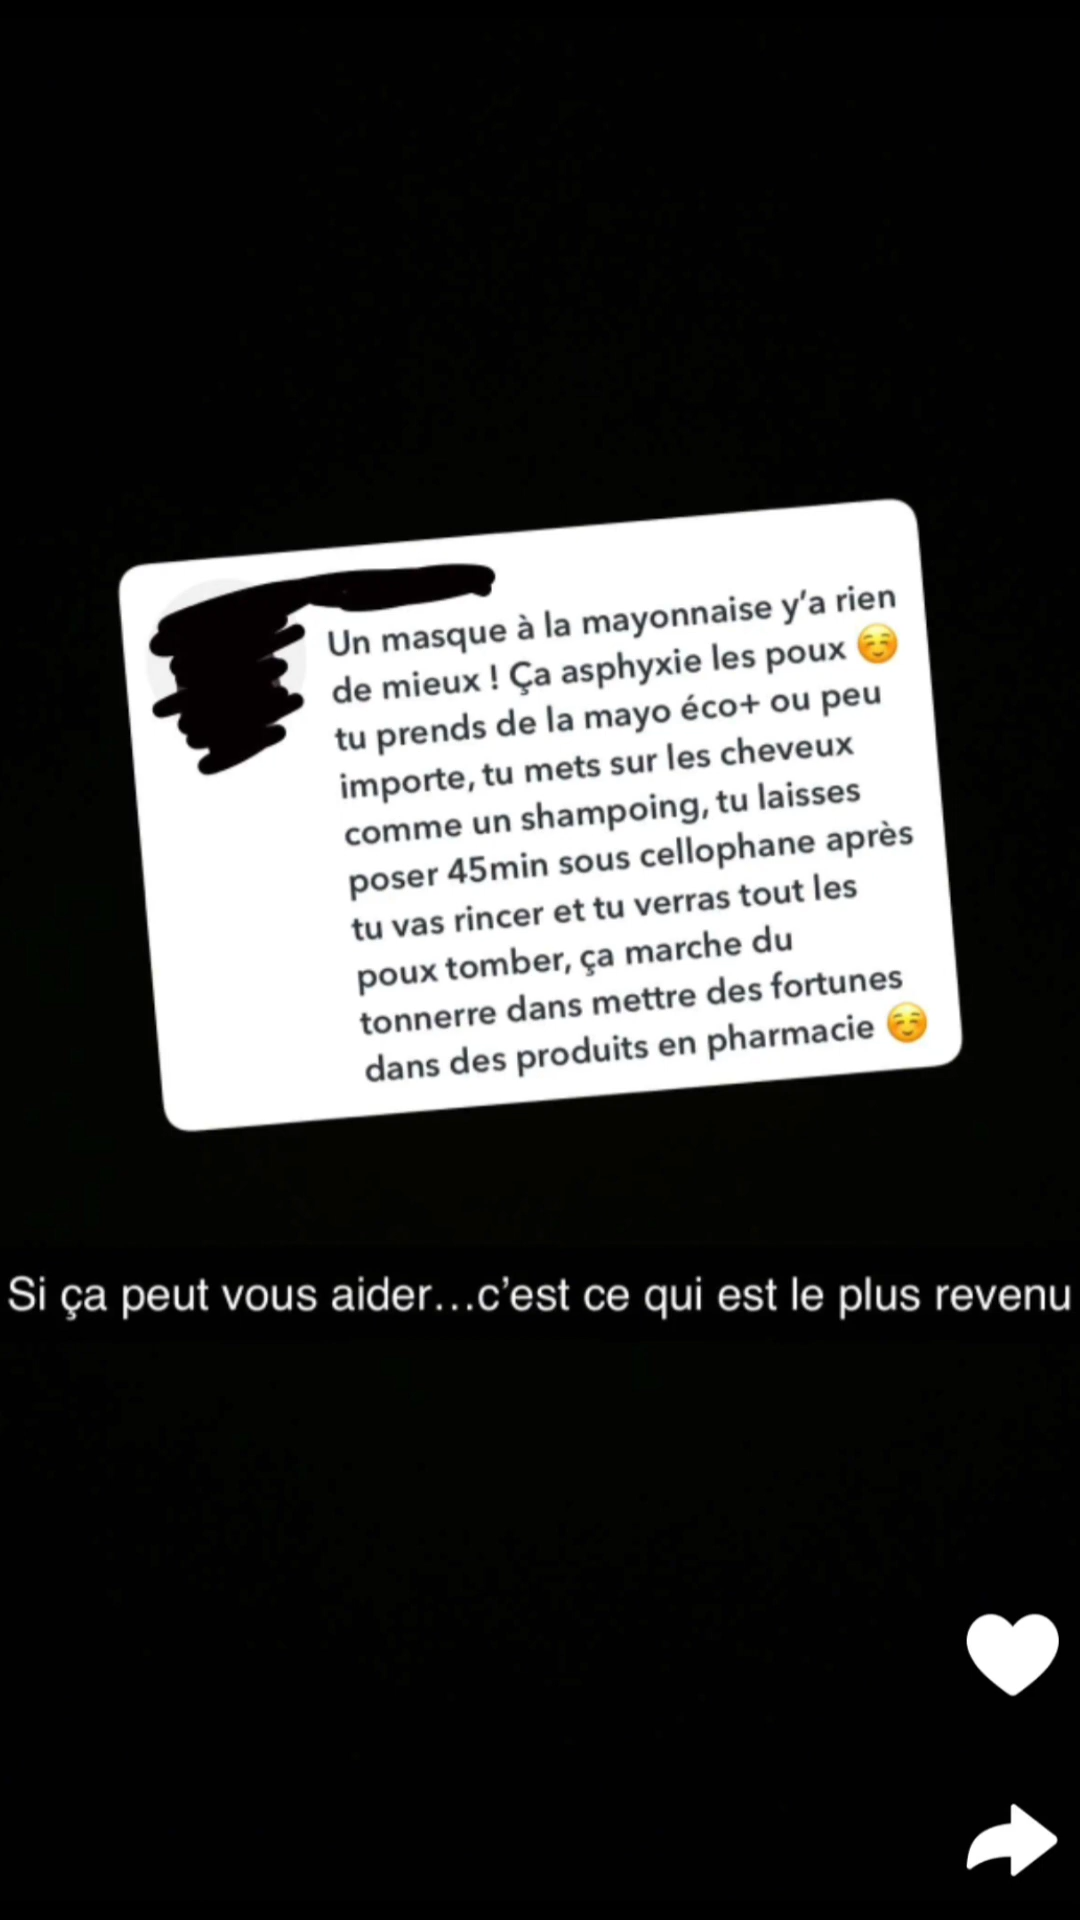 Un masque à la mayonnaise y’a rien
de mieux ! Ça asphyxie les poux ☺️
tu prends de la mayo éco+ ou peu
importe, tu mets sur les cheveux
comme un shampoing, tu laisses
poser 45min sous cellophane après
tu vas rincer et tu verras tout les
poux tomber, ça marche du
tonnerre dans mettre des fortunes
dans des produits en pharmacie ☺️
Si ça peut vous aider...c’est ce qui est le plus revenu